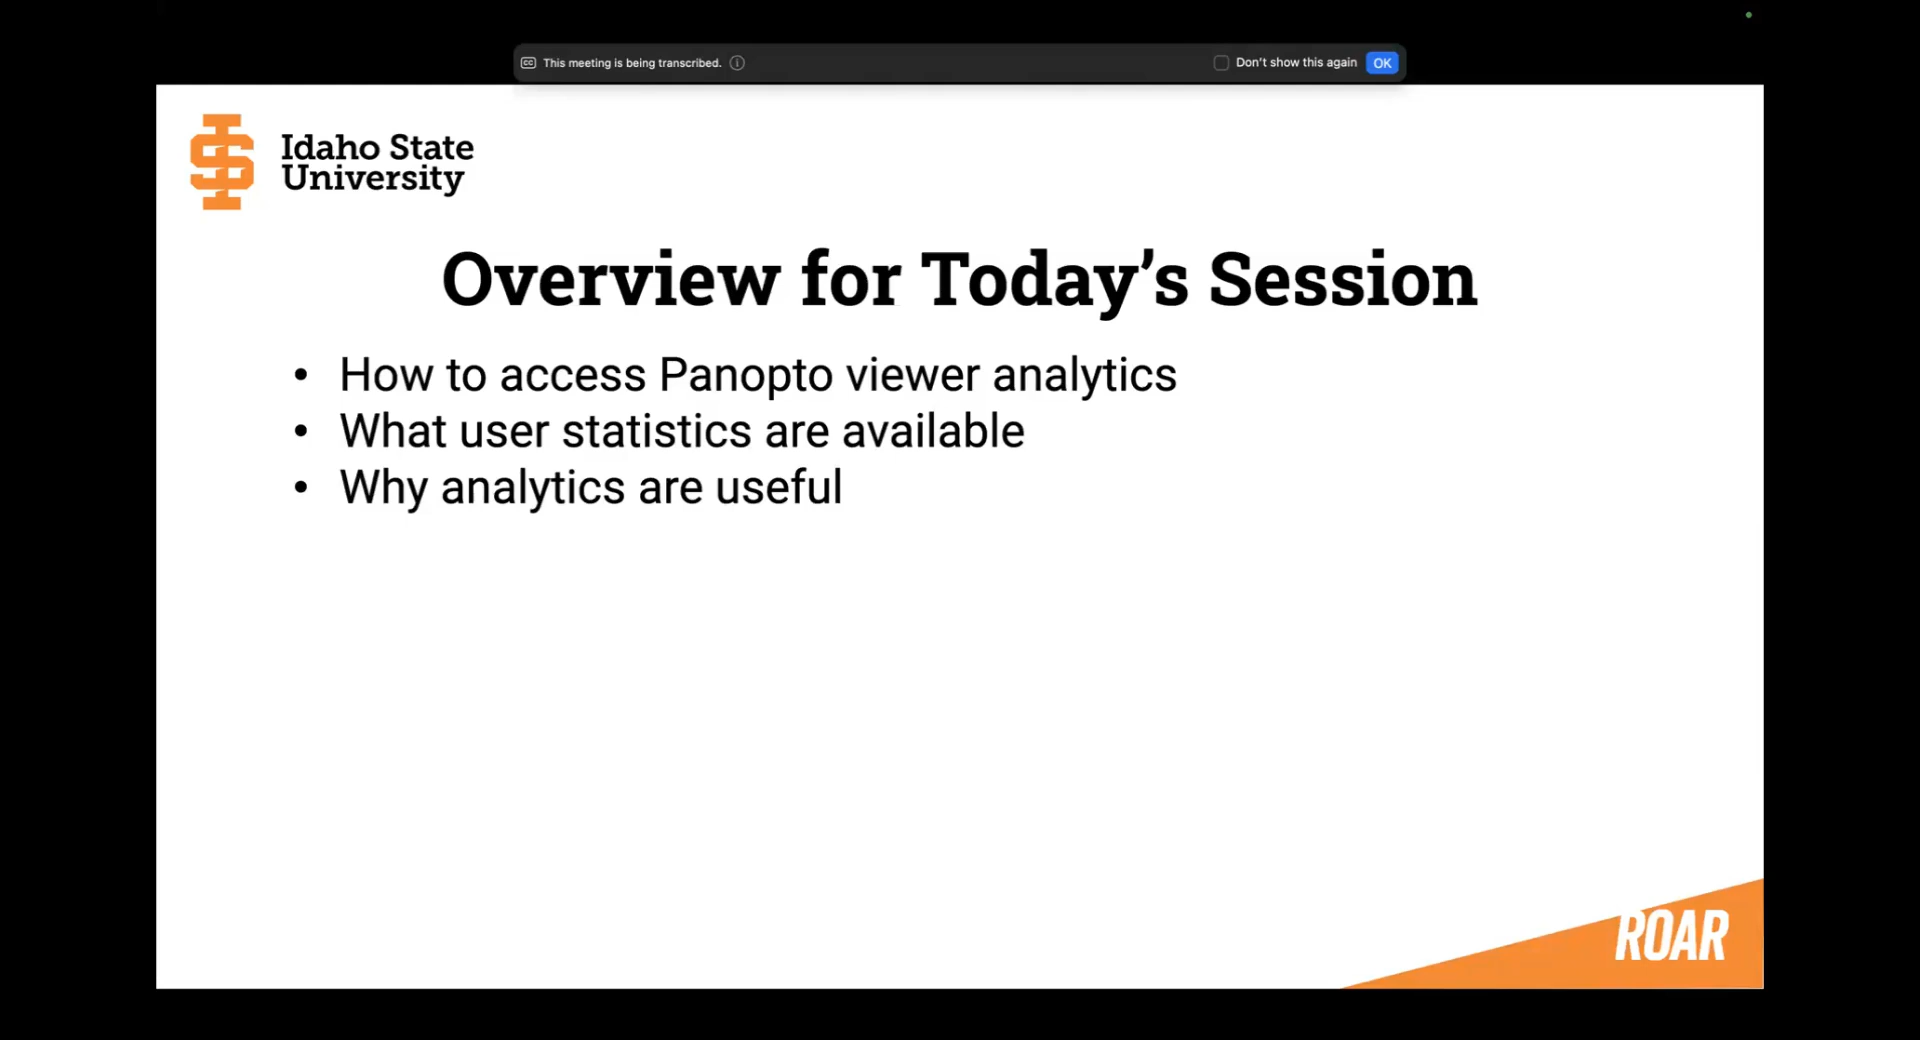 This meeting is being transcribed.
Don't show this again
OK
Idaho State
University
Overview for Today's Session
• How to access Panopto viewer analytics
• What user statistics are available
• Why analytics are useful
ROAR